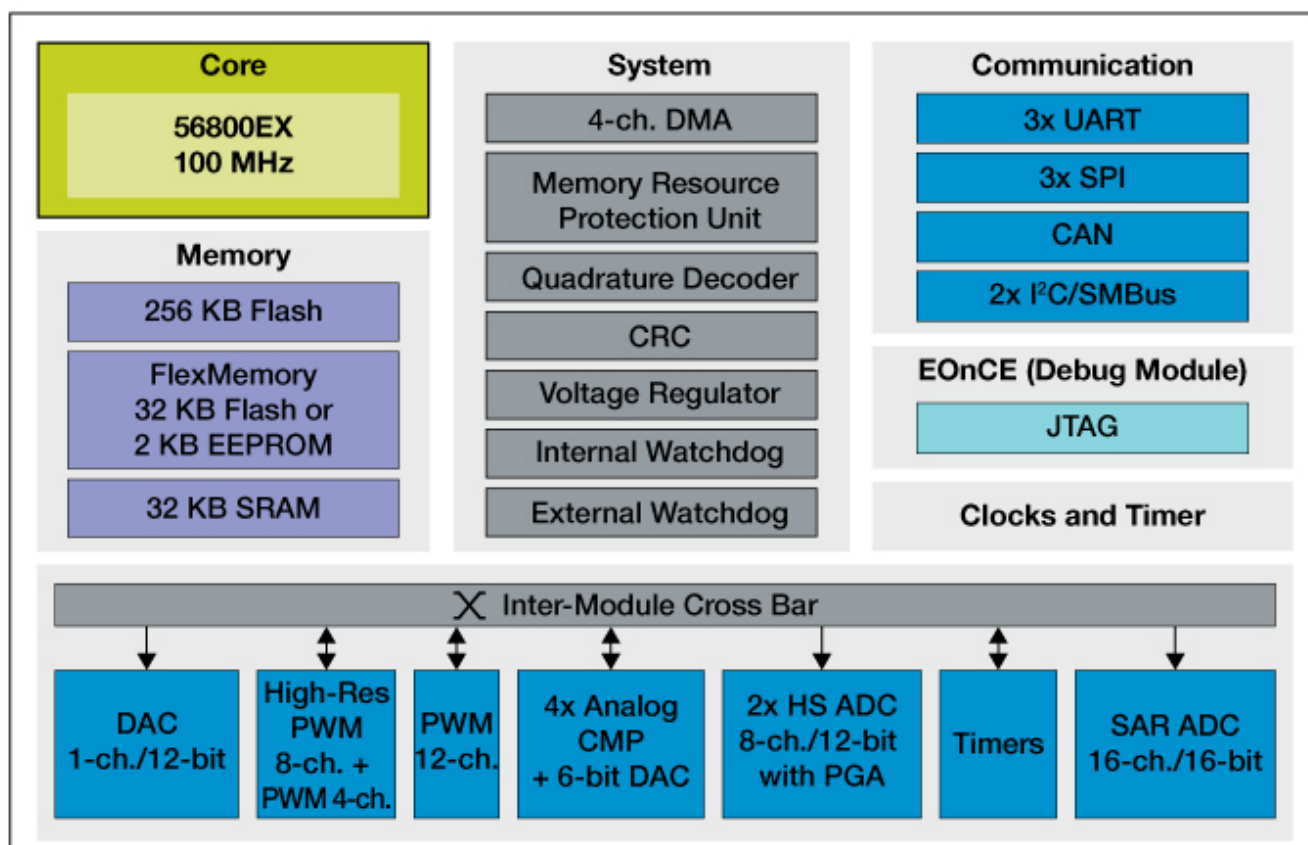 Core
56800EX
100 MHz
Memory
256 KB Flash
FlexMemory
32 KB Flash or
2 KB EEPROM
32 KB SRAM
System
4-ch. DMA
Memory Resource
Protection Unit
Quadrature Decoder
CRC
Voltage Regulator
Internal Watchdog
External Watchdog
Communication
3x UART
3x SPI
CAN
2x I²C/SMBus
EOnCE (Debug Module)
JTAG
Clocks and Timer
Inter-Module Cross Bar
DAC
1-ch./12-bit
High-Res
PWM
8-ch. +
PWM 4-ch.
PWM
12-ch.
4x Analog
CMP
+ 6-bit DAC
2x HS ADC
8-ch./12-bit
with PGA
Timers
SAR ADC
16-ch./16-bit